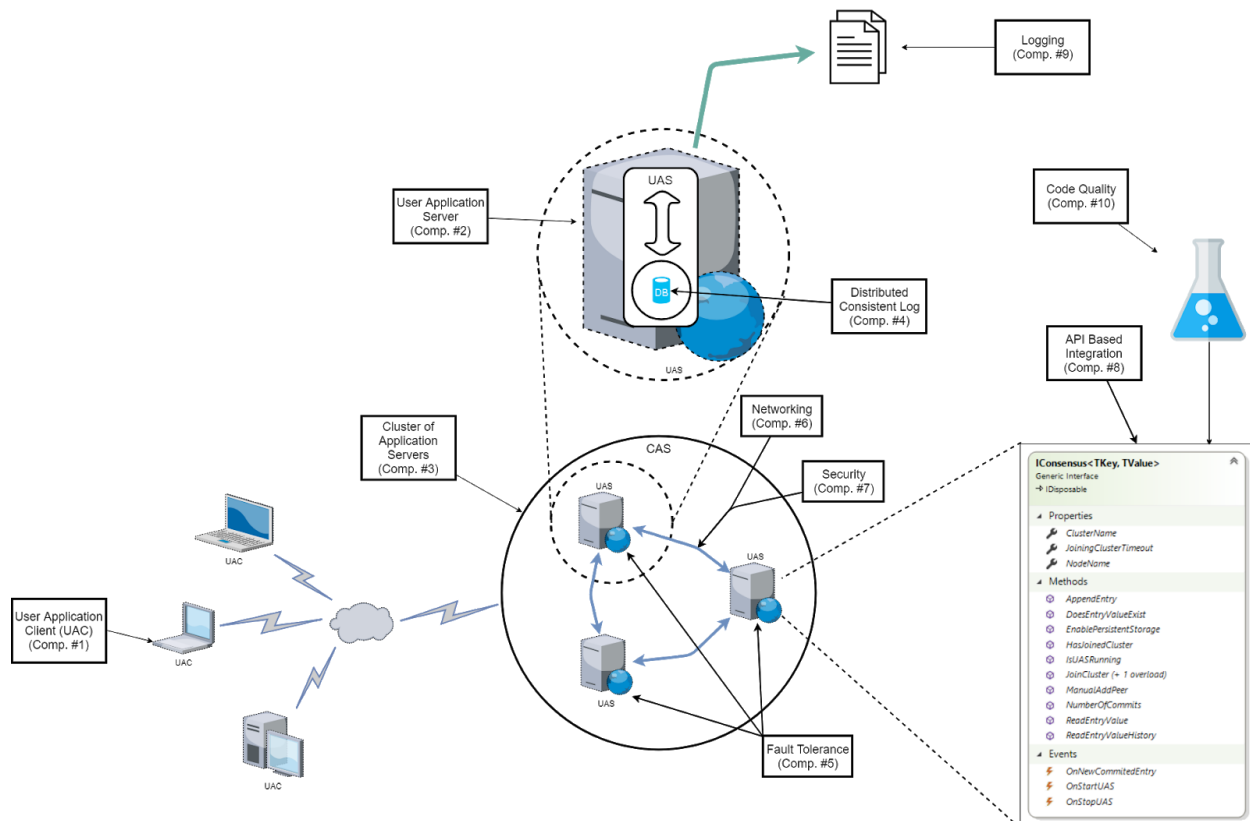 Logging
(Comp. #9)
UAS
User Application
Server
(Comp. #2)
Code Quality
(Comp. #10)
DB
Distributed
Consistent Log
(Comp. #4)
UAS
API Based
Integration
(Comp. #8)
Networking
(Comp. #6)
Cluster of
Application
Servers
(Comp. #3)
CAS
Security
(Comp. #7)
UAS
UAS
UAS
UAC
UAC
UAC
User Application
Client (UAC)
(Comp. #1)
Fault Tolerance
(Comp. #5)
IConsensus<TKey, TValue>
Generic Interface
IDisposable
Properties
ClusterName
JoiningClusterTimeout
NodeName
Methods
AppendEntry
DoesEntryValueExist
EnablePersistentStorage
HasJoinedCluster
IsUASRunning
JoinCluster (+ 1 overload)
ManualAddPeer
NumberOfCommits
ReadEntryValue
ReadEntryValueHistory
Events
OnNewCommitedEntry
OnStartUAS
OnStopUAS